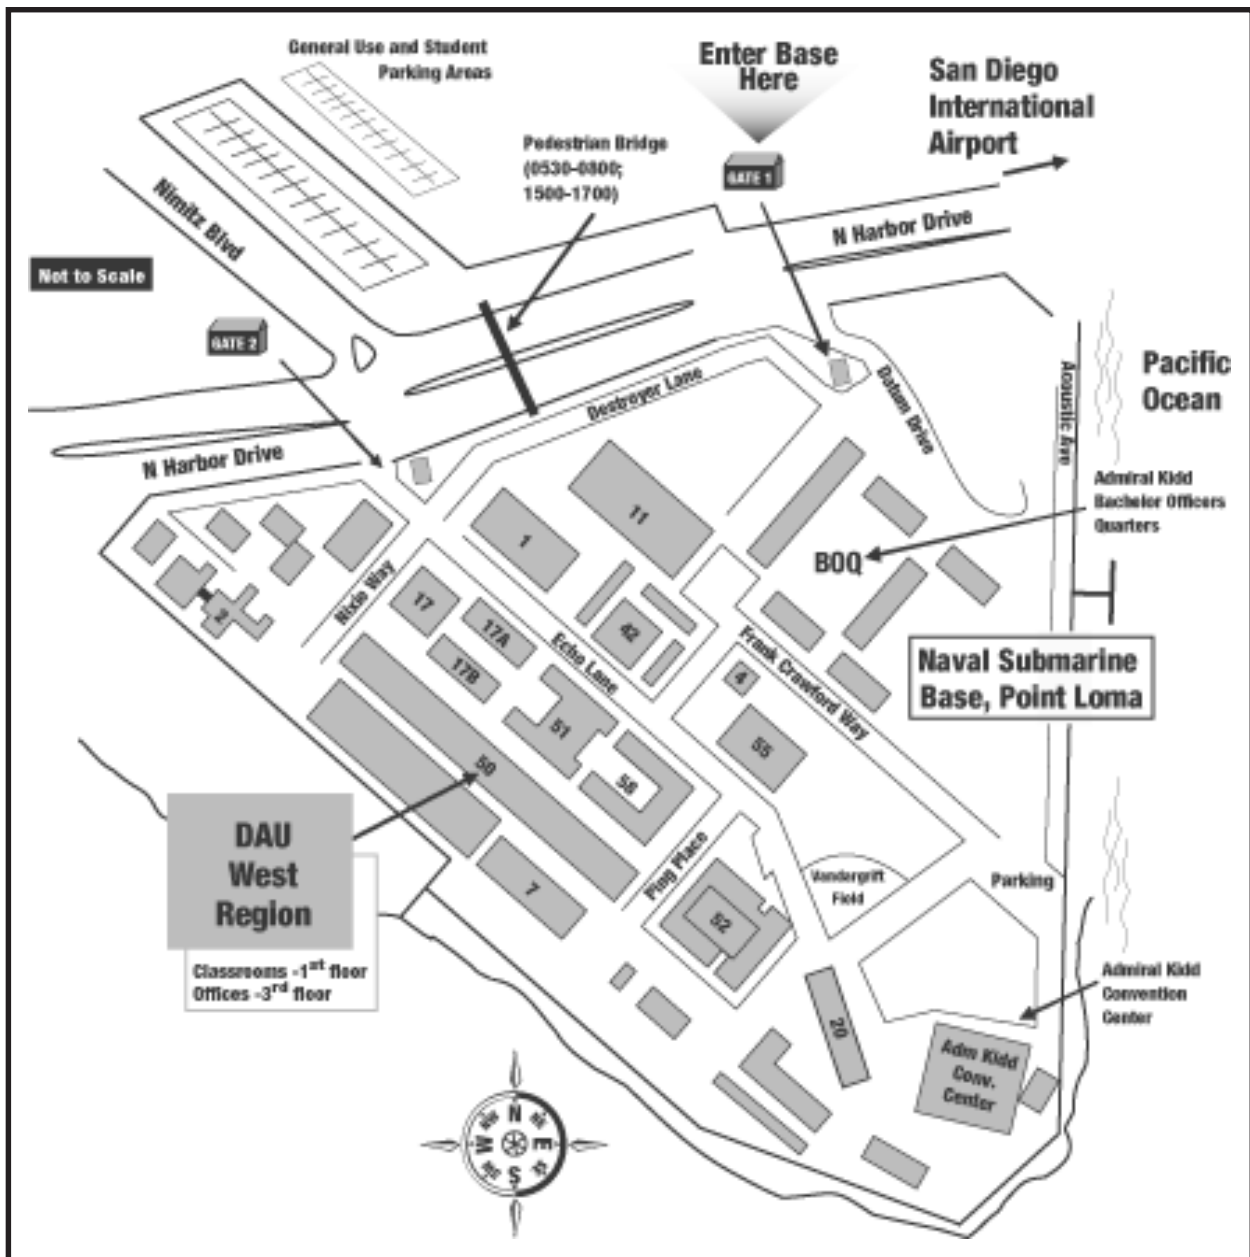 General Use and Student
Parking Areas
Enter Base
Here
San Diego
International
Airport
Pedestrian Bridge
(0530-0800;
1500-1700)
GATE 1
Nimitz Blvd
N Harbor Drive
Not to Scale
GATE 2
Pacific
Ocean
Acoustic Ave
Destroyer Lane
Datum Drive
N Harbor Drive
Admiral Kidd
Bachelor Officers
Quarters
11
1
BOQ
Nixie Way
17
17A
42
2
17B
Echo Lane
Frank Crawford Way
Naval Submarine
Base, Point Loma
4
51
55
50
58
DAU
West
Region
Classrooms -1st floor
Offices -3rd floor
7
Ping Place
Vandergrift
Field
Parking
52
Admiral Kidd
Convention
Center
20
Adm Kidd
Conv.
Center
N
NW
NE
W
E
SW
SE
S